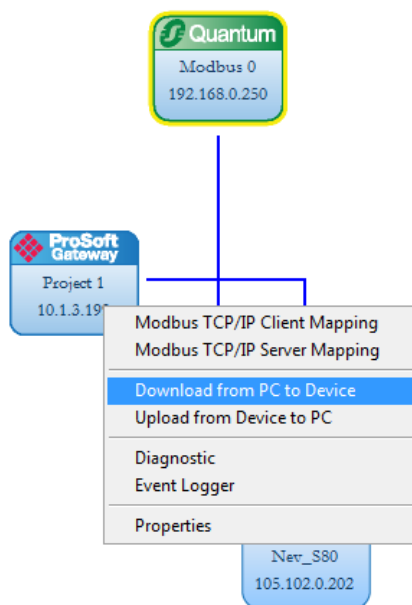 Quantum
Modbus 0
192.168.0.250
ProSoft
Gateway
Project 1
Modbus TCP/IP Client Mapping
Modbus TCP/IP Server Mapping
Download from PC to Device
Upload from Device to PC
Diagnostic
Event Logger
Properties
Nev_S80
105.102.0.202